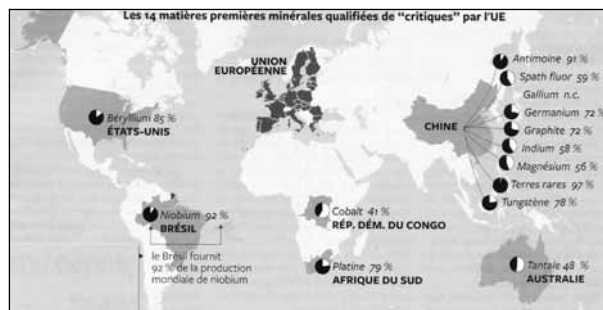 Les 14 matières premières minérales qualifiées de “critiques” par l'UE
UNION
EUROPÉENNE
Béryllium 85 %
ÉTATS-UNIS
CHINE
Antimoine 91 %
Spath fluor 59 %
Gallium n.c.
Germanium 72 %
Graphite 72 %
Indium 58 %
Magnésium 56 %
Terres rares 97 %
Tungstène 78 %
Niobium 92 %
BRÉSIL
le Brésil fournit
92 % de la production
mondiale de niobium
Cobalt 41 %
RÉP. DÉM. DU CONGO
Platine 79 %
AFRIQUE DU SUD
Tantale 48 %
AUSTRALIE